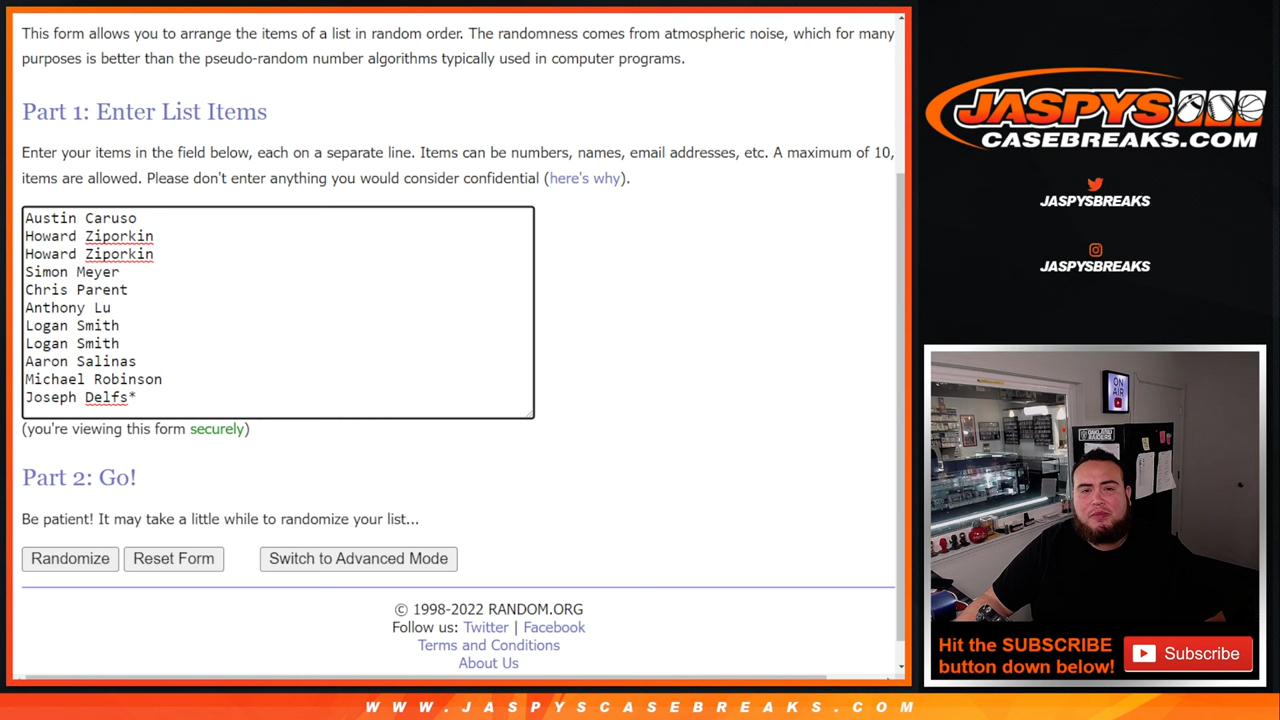 This form allows you to arrange the items of a list in random order. The randomness comes from atmospheric noise, which for many
purposes is better than the pseudo-random number algorithms typically used in computer programs.
Part 1: Enter List Items
Enter your items in the field below, each on a separate line. Items can be numbers, names, email addresses, etc. A maximum of 10,
items are allowed. Please don't enter anything you would consider confidential (here's why).
Austin Caruso
Howard Ziporkin
Howard Ziporkin
Simon Meyer
Chris Parent
Anthony Lu
Logan Smith
Logan Smith
Aaron Salinas
Michael Robinson
Joseph Delfs*
(you're viewing this form securely)
Part 2: Go!
Be patient! It may take a little while to randomize your list...
Randomize
Reset Form
Switch to Advanced Mode
© 1998-2022 RANDOM.ORG
Follow us: Twitter | Facebook
Terms and Conditions
About Us
JASPYS
CASEBREAKS.COM
JASPYSBREAKS
JASPYSBREAKS
ON
AIR
OAKLAND
RAIDERS
Hit the SUBSCRIBE
button down below!
Subscribe
WWW.JASPYSCASEBREAKS.COM